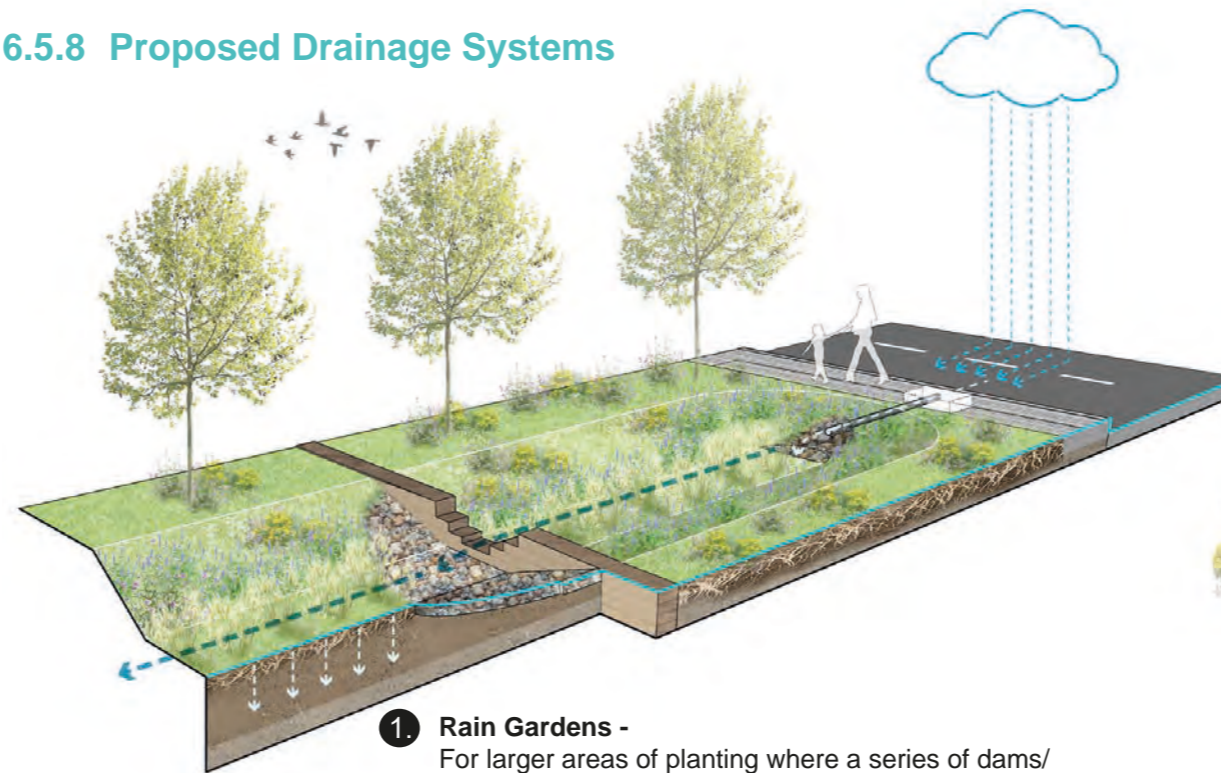 6.5.8 Proposed Drainage Systems
1. Rain Gardens -
For larger areas of planting where a series of dams/